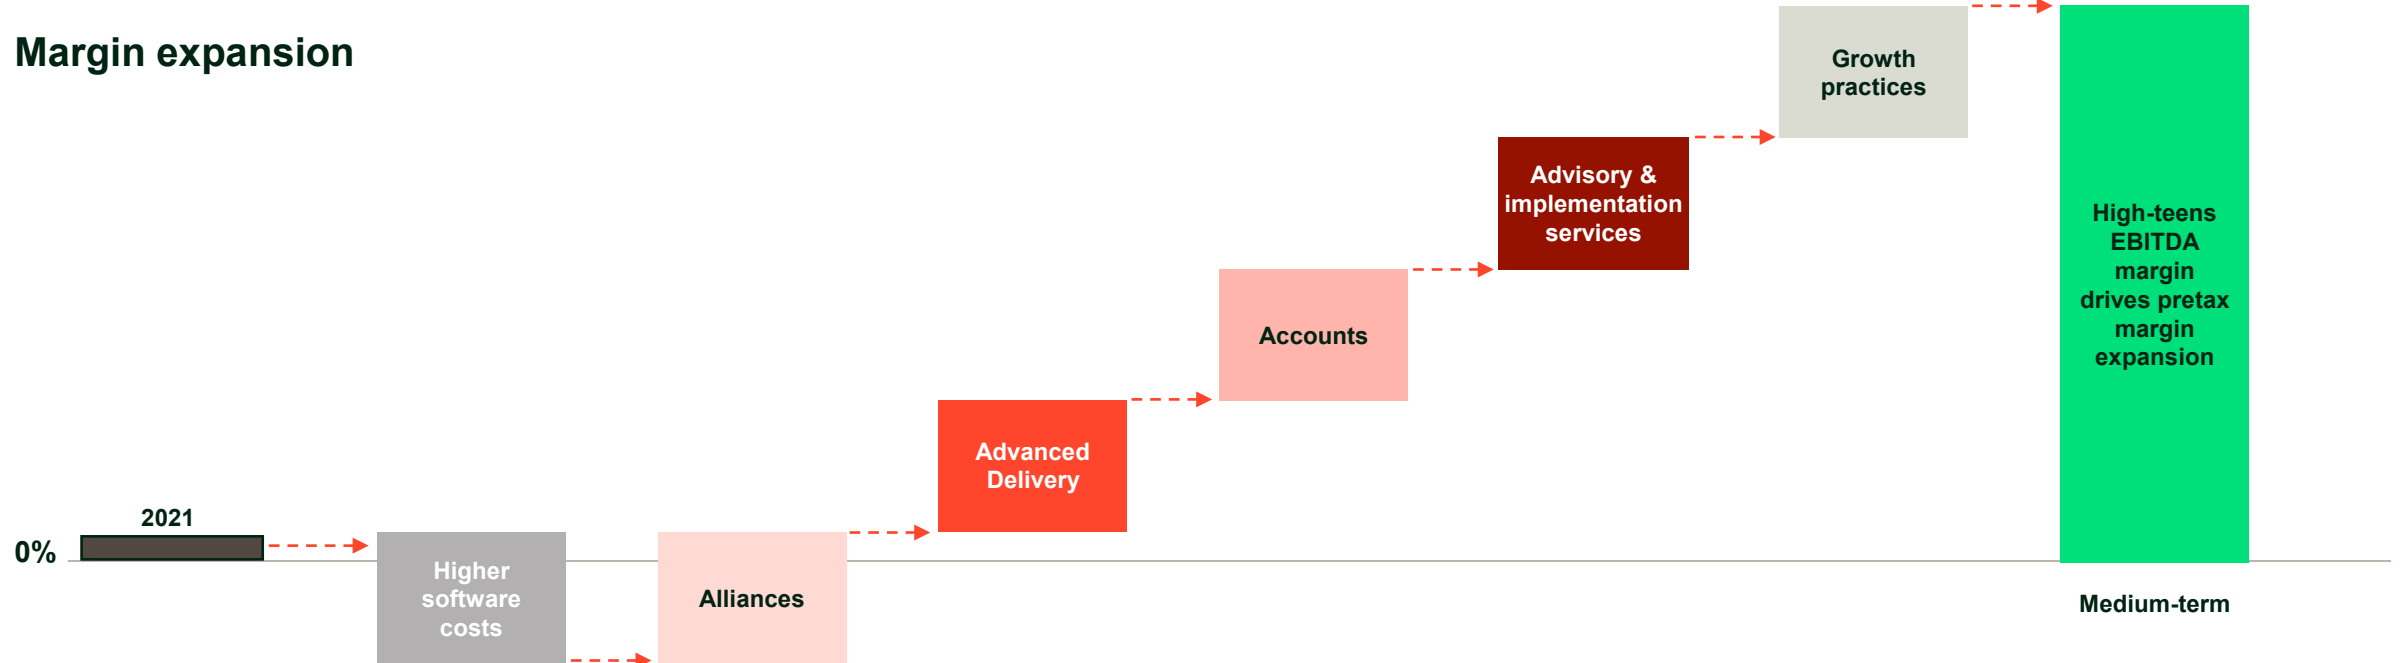 Margin expansion
0%
2021
Higher
software
costs
Alliances
Advanced
Delivery
Accounts
Advisory &
implementation
services
Growth
practices
High-teens
EBITDA
margin
drives pretax
margin
expansion
Medium-term